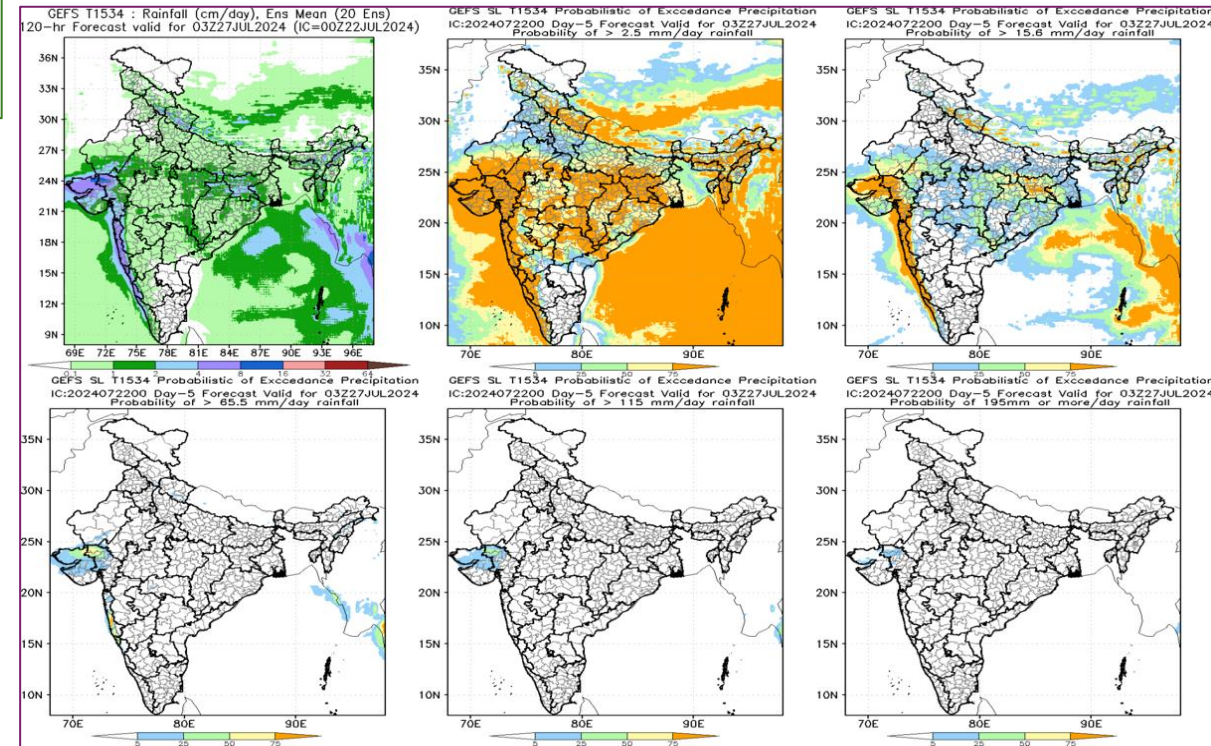 GEFS T1534 : Rainfall (cm/day), Ens Mean (20 Ens)
120-hr Forecast valid for 03Z27JUL2024 (IC=00Z22JUL2024)
36N
33N
30N
27N
24N
21N
18N
15N
12N
9N
69E 72E 75E 78E 81E 84E 87E 90E 93E 96E
0.1 1 2 4 8 16 32 64
GEFS SL T1534 Probabilistic of Exccedance Precipitation
IC:2024072200 Day-5 Forecast Valid for 03Z27JUL2024
Probability of > 2.5 mm/day rainfall
35N
30N
25N
20N
15N
10N
70E 80E 90E
5 25 50 75
GEFS SL T1534 Probabilistic of Exccedance Precipitation
IC:2024072200 Day-5 Forecast Valid for 03Z27JUL2024
Probability of > 15.6 mm/day rainfall
35N
30N
25N
20N
15N
10N
70E 80E 90E
5 25 50 75
GEFS SL T1534 Probabilistic of Exccedance Precipitation
IC:2024072200 Day-5 Forecast Valid for 03Z27JUL2024
Probability of > 65.5 mm/day rainfall
35N
30N
25N
20N
15N
10N
70E 80E 90E
5 25 50 75
GEFS SL T1534 Probabilistic of Exccedance Precipitation
IC:2024072200 Day-5 Forecast Valid for 03Z27JUL2024
Probability of > 115 mm/day rainfall
35N
30N
25N
20N
15N
10N
70E 80E 90E
5 25 50 75
GEFS SL T1534 Probabilistic of Exccedance Precipitation
IC:2024072200 Day-5 Forecast Valid for 03Z27JUL2024
Probability of 195mm or more/day rainfall
35N
30N
25N
20N
15N
10N
70E 80E 90E
5 25 50 75